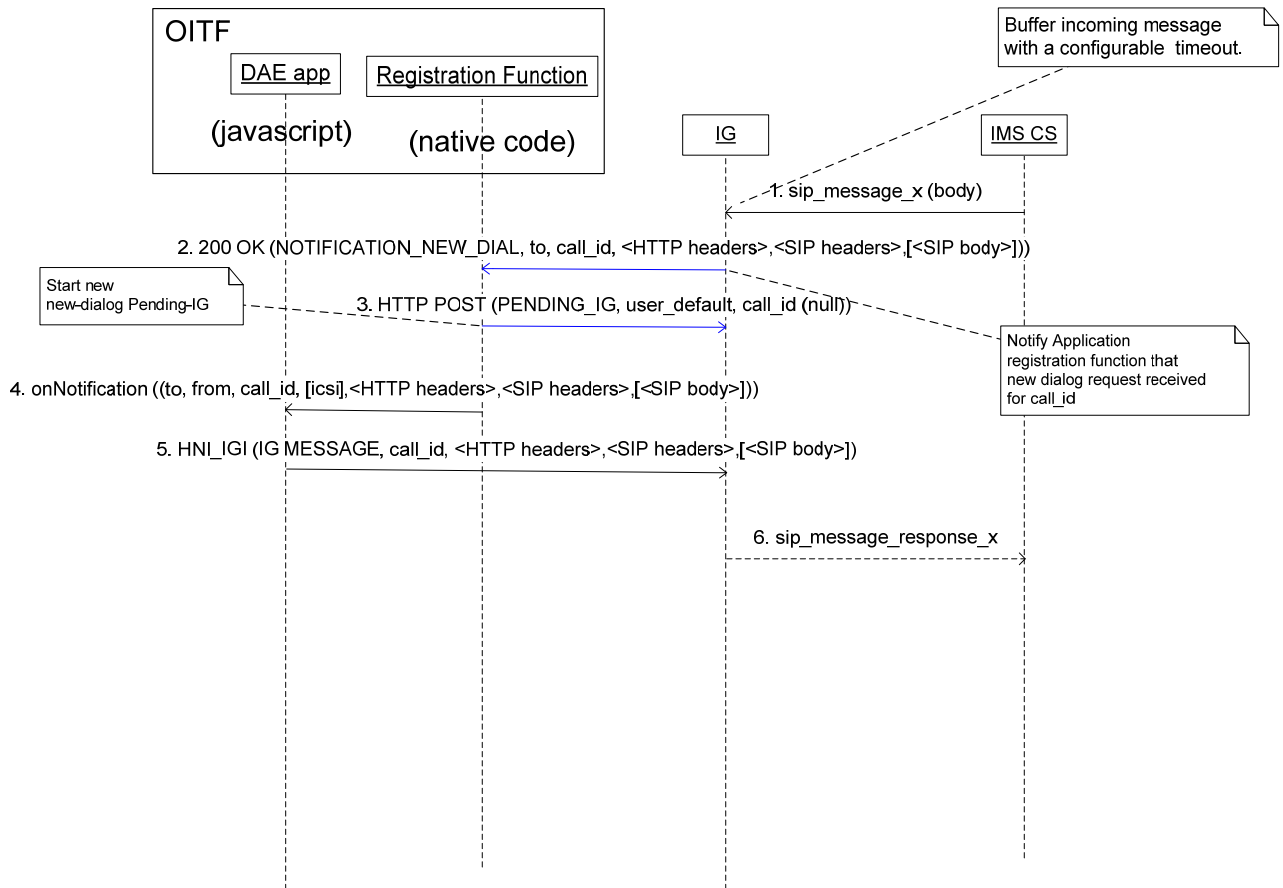 OITF
Buffer incoming message
with a configurable timeout.
DAE app
Registration Function
(javascript)
(native code)
IG
IMS CS
1. sip_message_x (body)
2. 200 OK (NOTIFICATION_NEW_DIAL, to, call_id, <HTTP headers>,<SIP headers>,[<SIP body>]))
Start new
new-dialog Pending-IG
3. HTTP POST (PENDING_IG, user_default, call_id (null))
Notify Application
registration function that
new dialog request received
for call_id
4. onNotification ((to, from, call_id, [icsi],<HTTP headers>,<SIP headers>,[<SIP body>]))
5. HNI_IGI (IG MESSAGE, call_id, <HTTP headers>,<SIP headers>,[<SIP body>])
6. sip_message_response_x